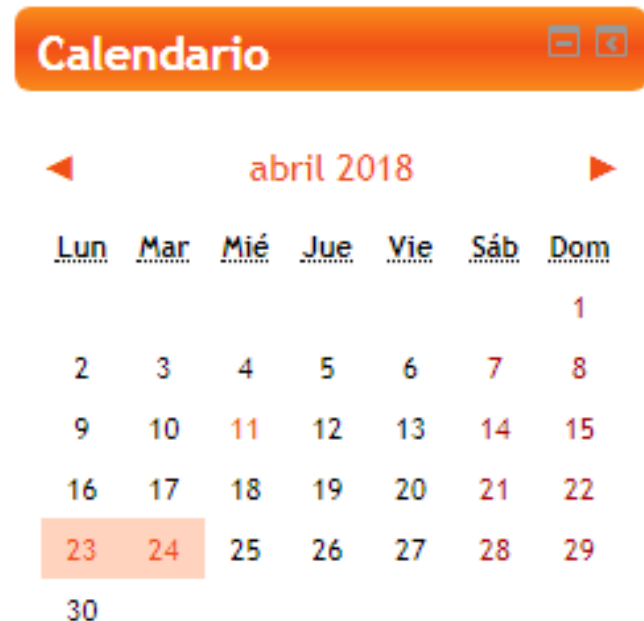 Calendario
abril 2018
Lun Mar Mié Jue Vie Sáb Dom
1
2 3 4 5 6 7 8
9 10 11 12 13 14 15
16 17 18 19 20 21 22
23 24 25 26 27 28 29
30